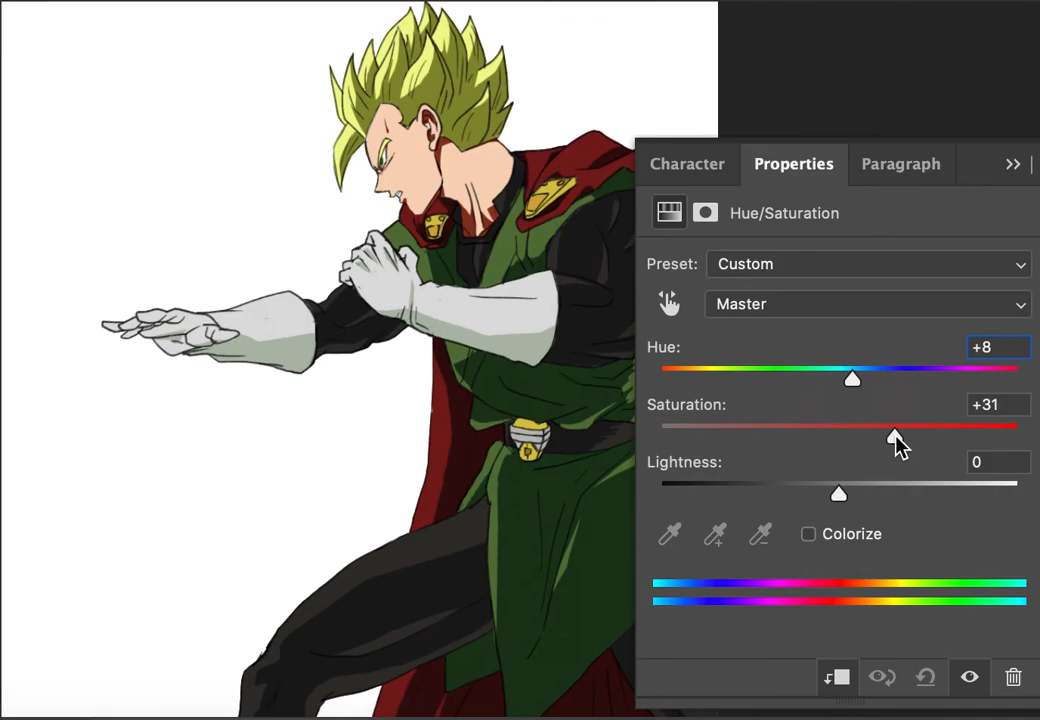 Character Properties Paragraph
Hue/Saturation
Preset: Custom
Master
Hue: +8
Saturation: +31
Lightness: 0
Colorize